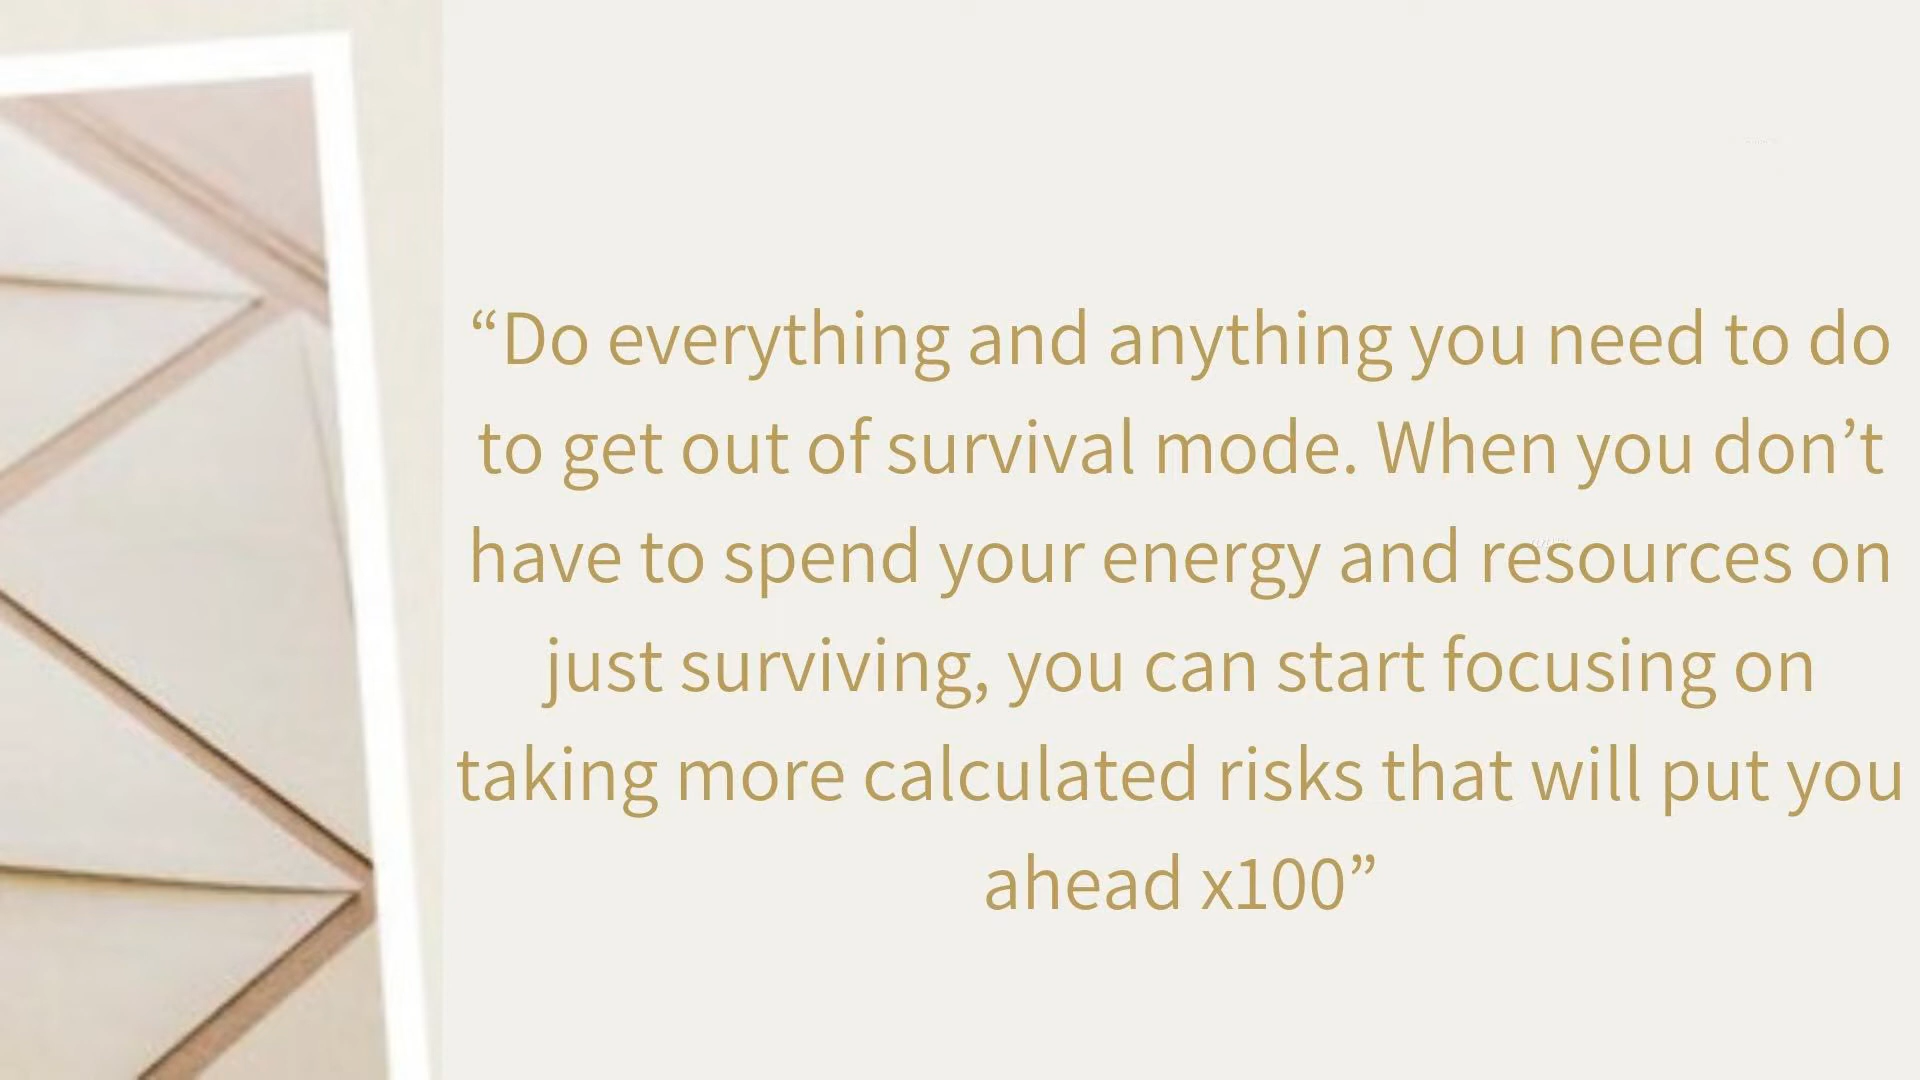 “Do everything and anything you need to do
to get out of survival mode. When you don’t
have to spend your energy and resources on
just surviving, you can start focusing on
taking more calculated risks that will put you
ahead x100”